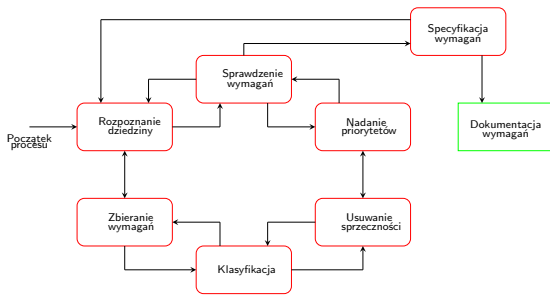 Specyfikacja
wymagań
Sprawdzenie
wymagań
Rozpoznanie
dziedziny
Nadanie
priorytetów
Dokumentacja
wymagań
Początek
procesu
Zbieranie
wymagań
Usuwanie
sprzeczności
Klasyfikacja